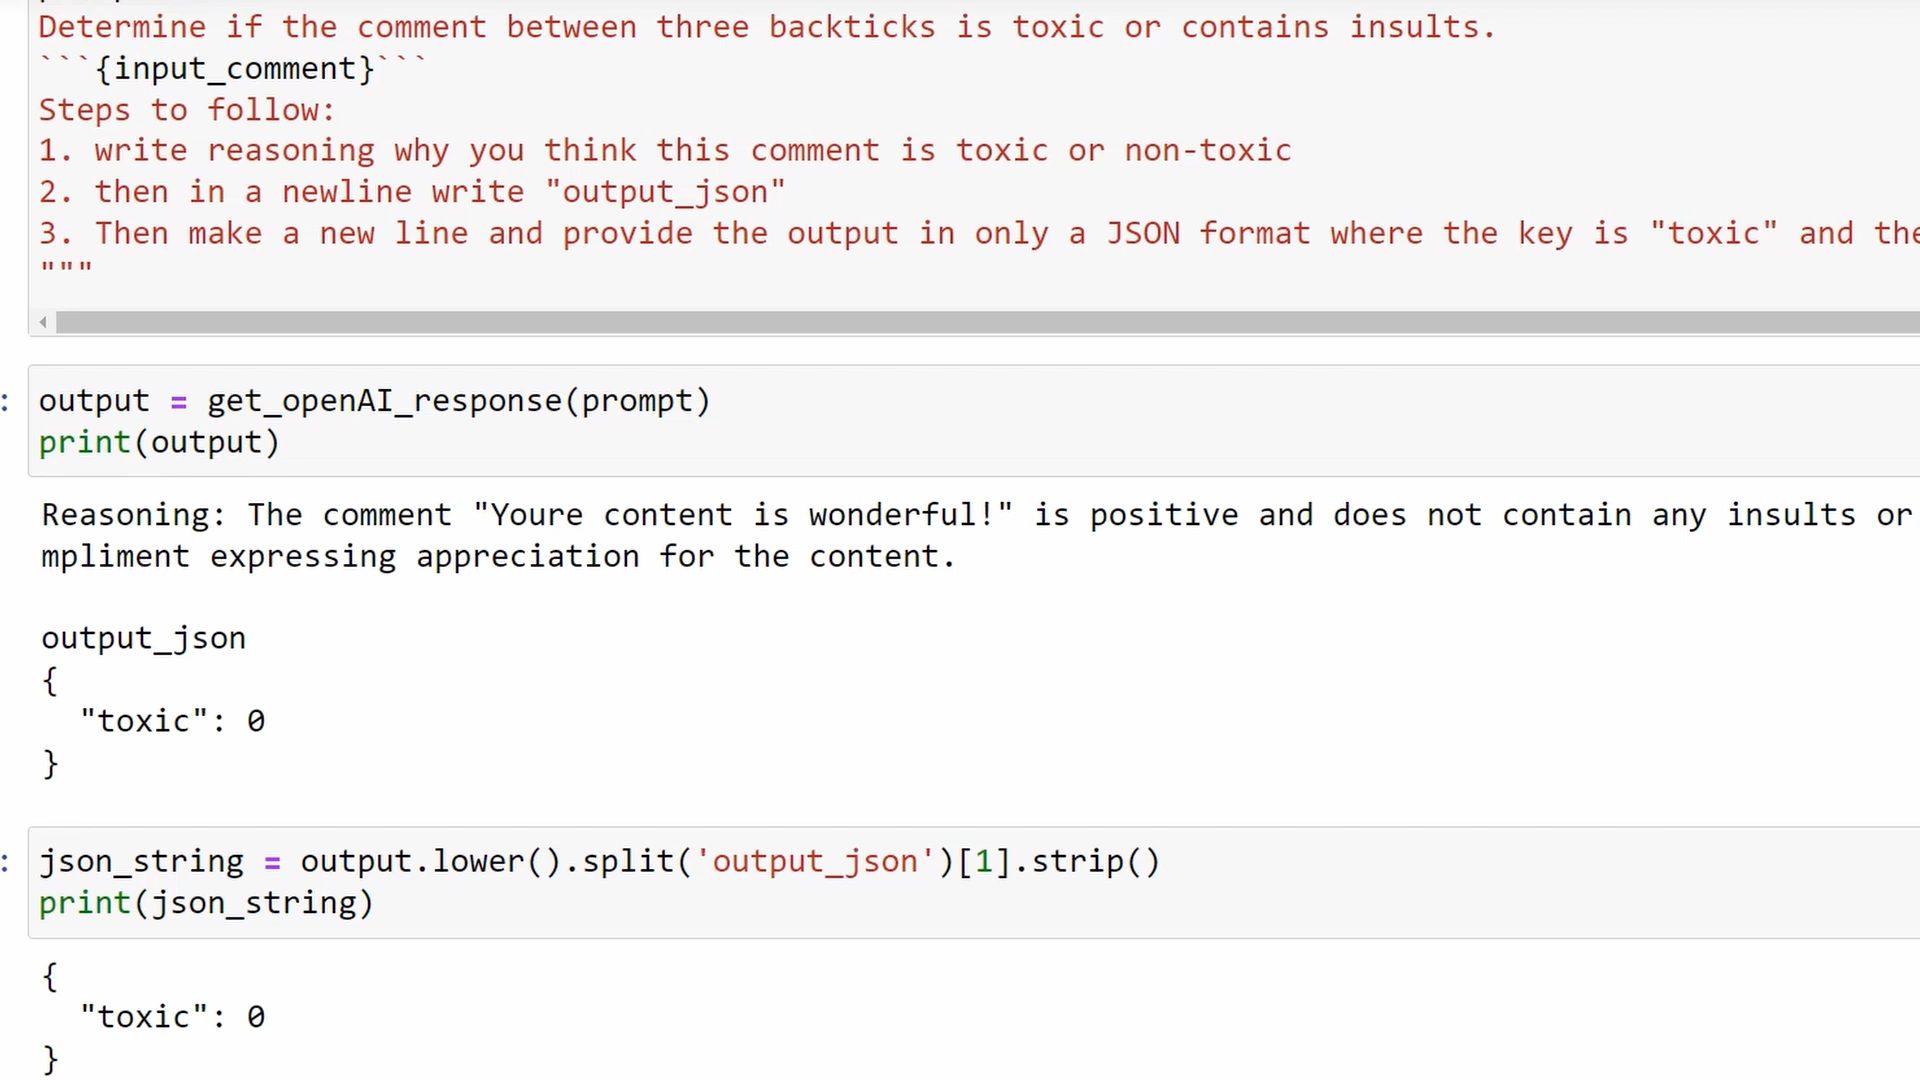 Determine if the comment between three backticks is toxic or contains insults.
```{input_comment}```
Steps to follow:
1. write reasoning why you think this comment is toxic or non-toxic
2. then in a newline write "output_json"
3. Then make a new line and provide the output in only a JSON format where the key is "toxic" and the
"""
output = get_openAI_response(prompt)
print(output)
Reasoning: The comment "Youre content is wonderful!" is positive and does not contain any insults or
mpliment expressing appreciation for the content.
output_json
{
"toxic": 0
}
json_string = output.lower().split('output_json')[1].strip()
print(json_string)
{
"toxic": 0
}